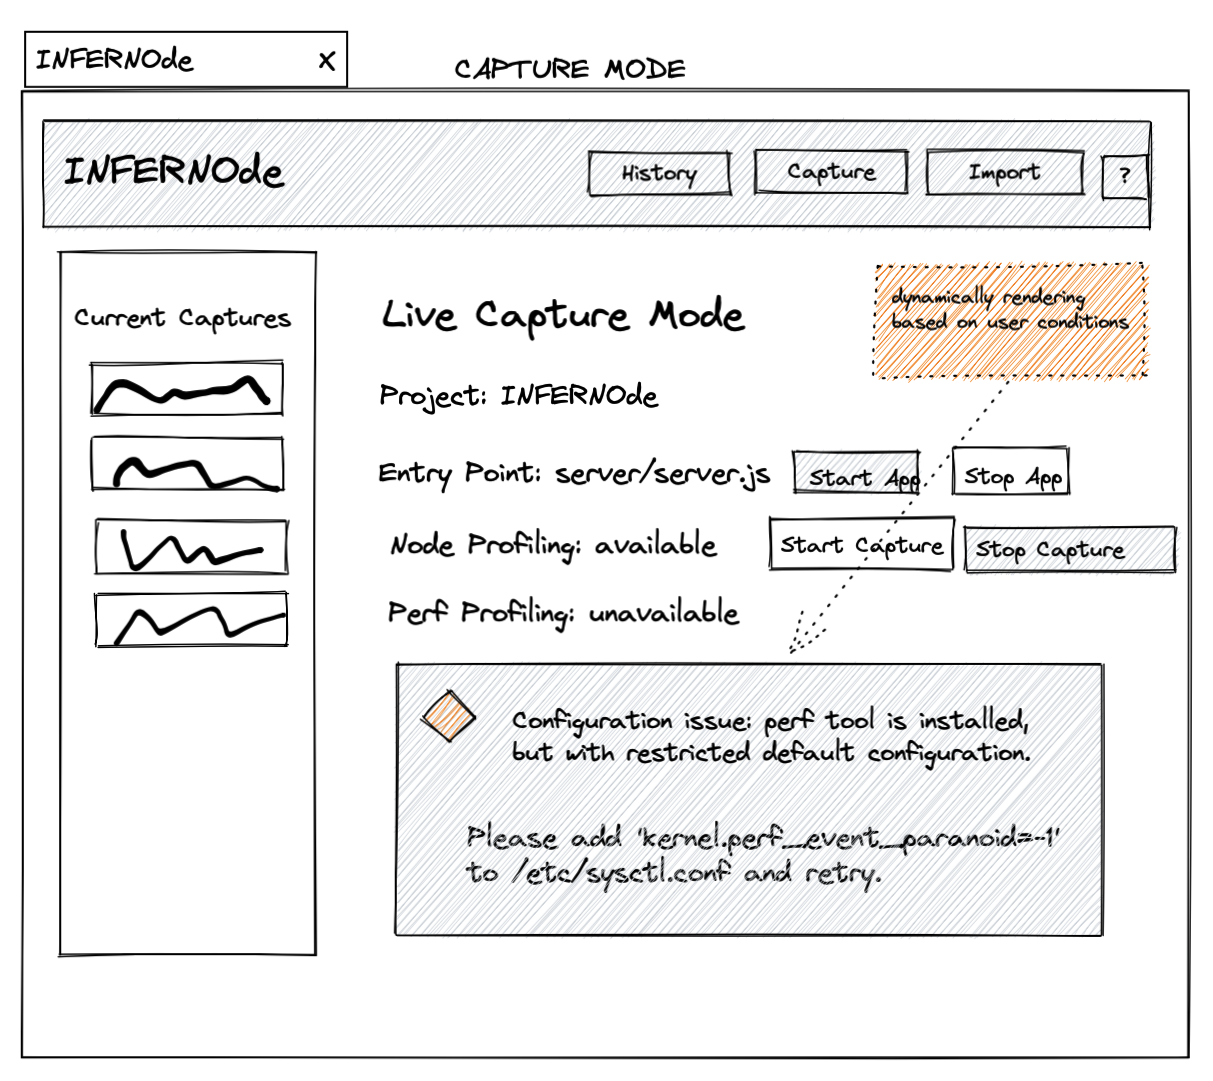 INFERNOde X
CAPTURE MODE
INFERNOde
History
Capture
Import
?
Current Captures
dynamically rendering
based on user conditions
Live Capture Mode
Project: INFERNOde
Entry Point: server/server.js
Start App
Stop App
Node Profiling: available
Start Capture
Stop Capture
Perf Profiling: unavailable
Configuration issue: perf tool is installed,
but with restricted default configuration.
Please add 'kernel.perf_event_paranoid=-1'
to /etc/sysctl.conf and retry.